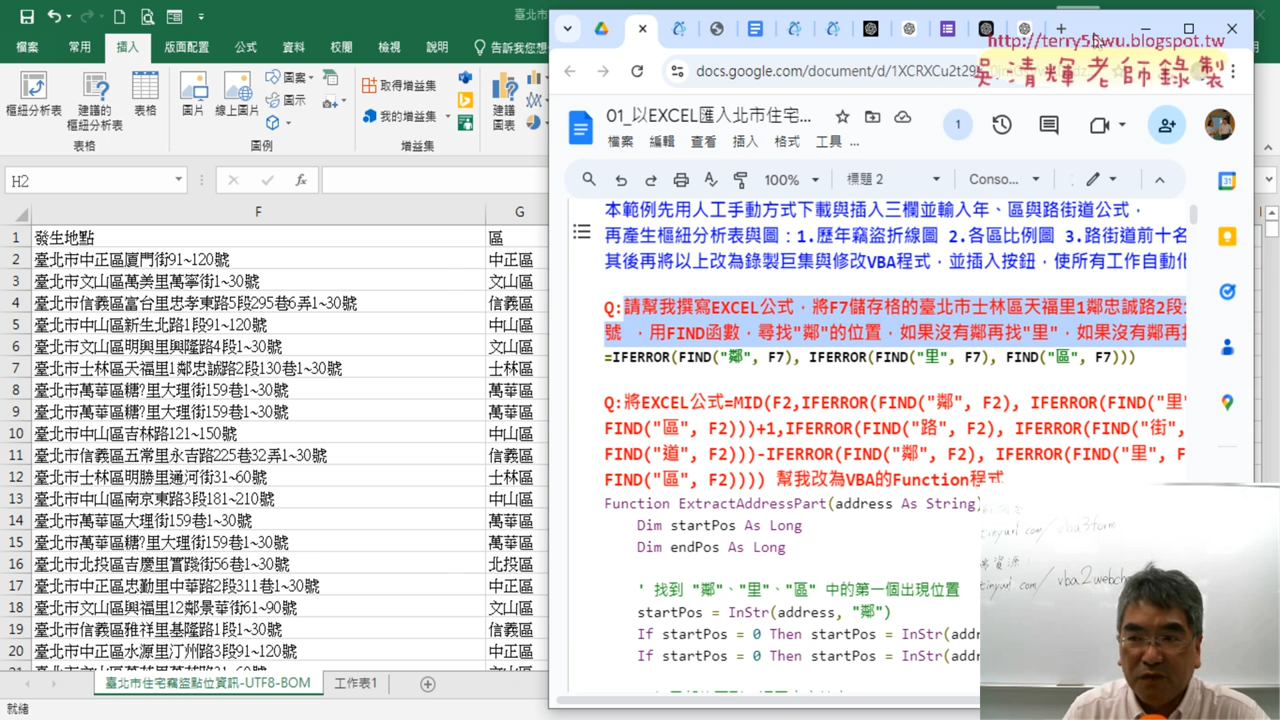 臺北市
檔案 常用 插入 版面配置 公式 資料 校閱 檢視 說明 告訴我您想
樞紐分析表 建議的樞紐分析表 表格 圖片 線上圖片 圖案 圖示 取得增益集 我的增益集 建議圖表
表格 圖例 增益集
H2
F G
1 發生地點 區
2 臺北市中正區廈門街91~120號 中正區
3 臺北市文山區萬美里萬寧街1~30號 文山區
4 臺北市信義區富台里忠孝東路5段295巷6弄1~30號 信義區
5 臺北市中山區新生北路1段91~120號 中山區
6 臺北市文山區明興里興隆路4段1~30號 文山區
7 臺北市士林區天福里1鄰忠誠路2段130巷1~30號 士林區
8 臺北市萬華區糖?里大理街159巷1~30號 萬華區
9 臺北市萬華區糖?里大理街159巷1~30號 萬華區
10 臺北市中山區吉林路121~150號 中山區
11 臺北市信義區五常里永吉路225巷32弄1~30號 信義區
12 臺北市士林區明勝里通河街31~60號 士林區
13 臺北市中山區南京東路3段181~210號 中山區
14 臺北市萬華區大理街159巷1~30號 萬華區
15 臺北市萬華區糖?里大理街159巷1~30號 萬華區
16 臺北市北投區吉慶里實踐街56巷1~30號 北投區
17 臺北市中正區忠勤里中華路2段311巷1~30號 中正區
18 臺北市文山區興福里12鄰景華街61~90號 文山區
19 臺北市信義區雅祥里基隆路1段1~30號 信義區
20 臺北市中正區水源里汀州路3段91~120號 中正區
21
臺北市住宅竊盜點位資訊-UTF8-BOM 工作表1
就緒
http://terry55wu.blogspot.tw
吳清輝老師錄製
docs.google.com/document/d/1XCRXCu2t29
01_以EXCEL匯入北市住宅...
檔案 編輯 查看 插入 格式 工具 ...
1
100% 標題 2 Conso...
本範例先用人工手動方式下載與插入三欄並輸入年、區與路街道公式,
再產生樞紐分析表與圖：1.歷年竊盜折線圖 2.各區比例圖 3.路街道前十名
其後再將以上改為錄製巨集與修改VBA程式，並插入按鈕，使所有工作自動化
Q:請幫我撰寫EXCEL公式，將F7儲存格的臺北市士林區天福里1鄰忠誠路2段
號 ，用FIND函數，尋找"鄰"的位置，如果沒有鄰再找"里"，如果沒有鄰再找
=IFERROR(FIND("鄰", F7), IFERROR(FIND("里", F7), FIND("區", F7)))
Q:將EXCEL公式=MID(F2,IFERROR(FIND("鄰", F2), IFERROR(FIND("里"
FIND("區", F2)))+1,IFERROR(FIND("路", F2), IFERROR(FIND("街",
FIND("道", F2)))-IFERROR(FIND("鄰", F2), IFERROR(FIND("里", F
FIND("區", F2)))) 幫我改為VBA的Function程式
Function ExtractAddressPart(address As String)
Dim startPos As Long
Dim endPos As Long
' 找到 "鄰"、"里"、"區" 中的第一個出現位置
startPos = InStr(address, "鄰")
If startPos = 0 Then startPos = InStr(addr
If startPos = 0 Then startPos = InStr(addr
tinyurl.com/vba3form
資源
tinyurl.com/vba2webch